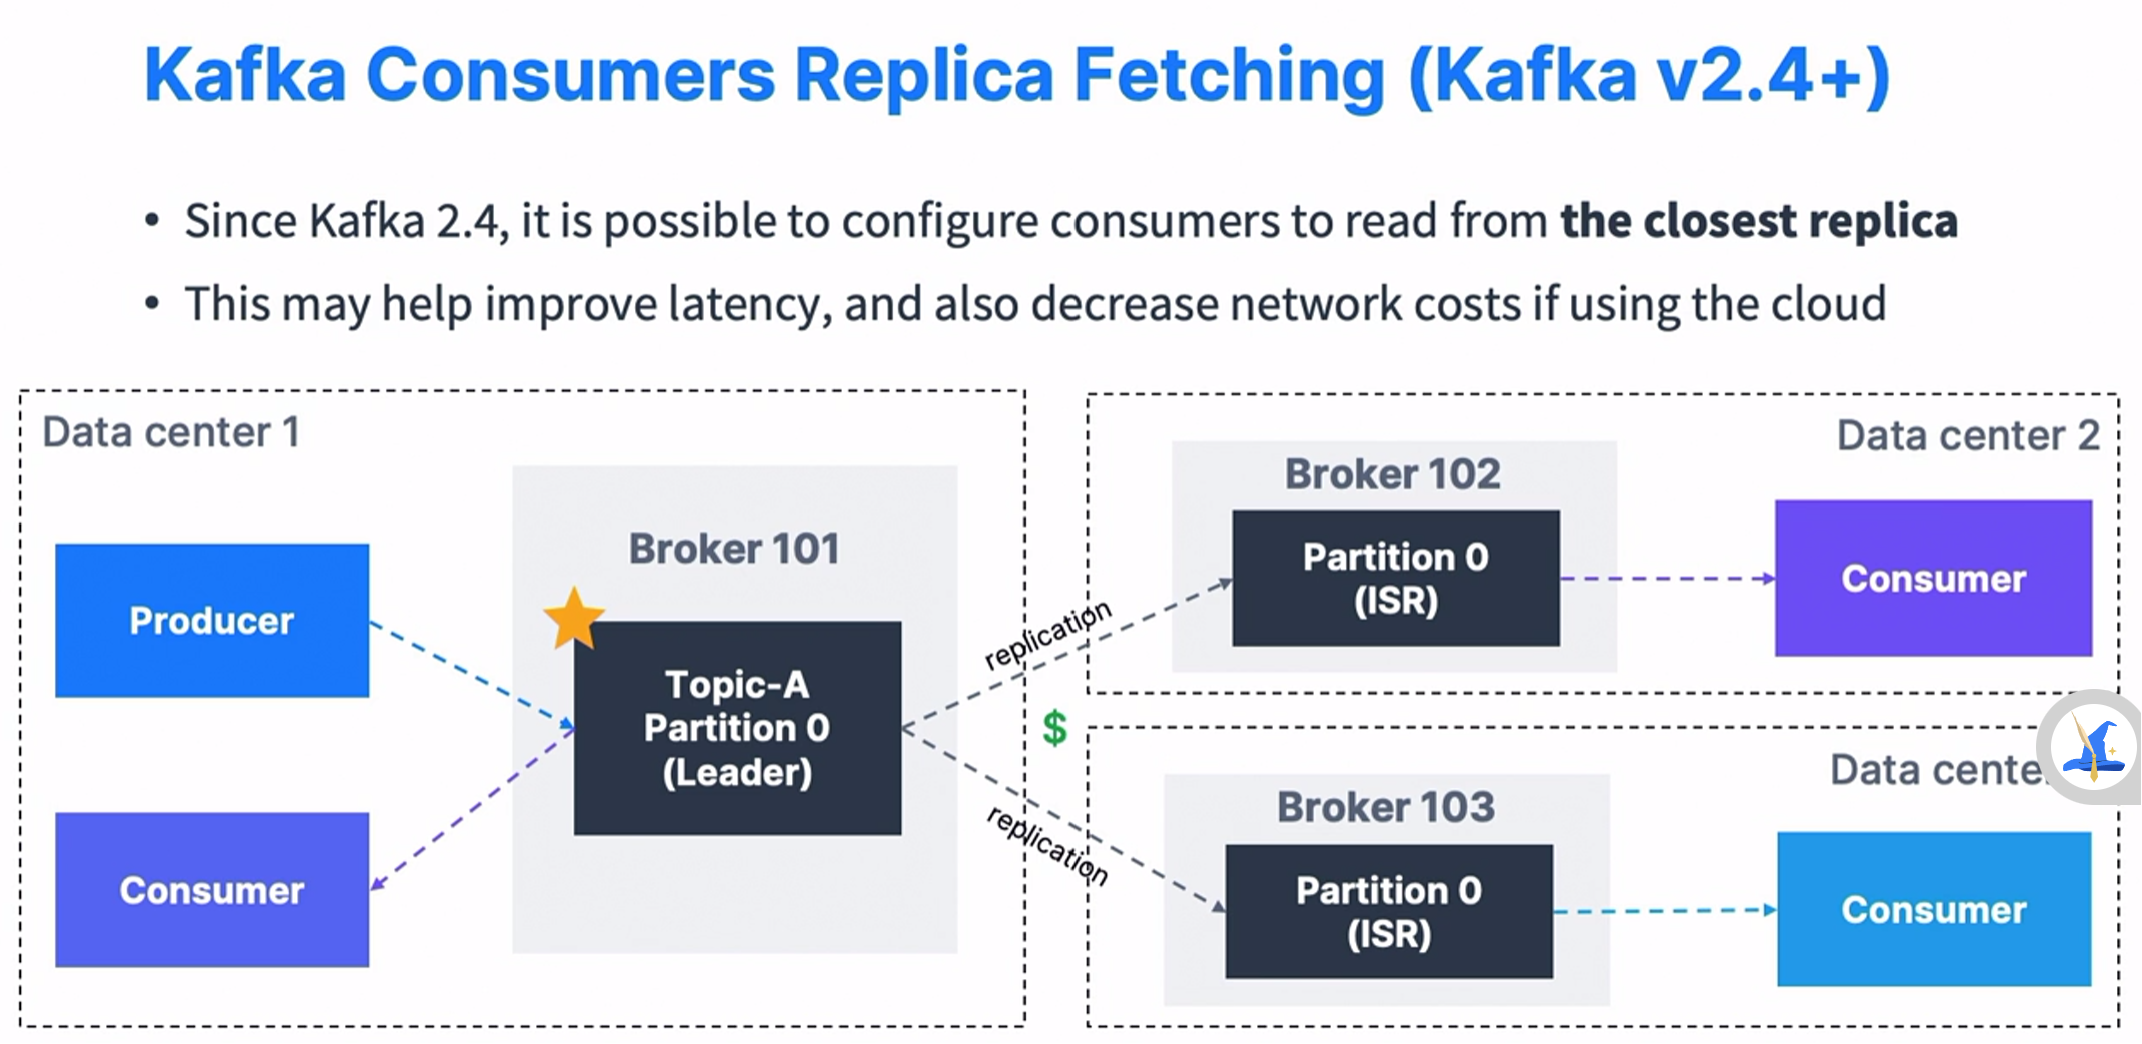 Kafka Consumers Replica Fetching (Kafka v2.4+)
• Since Kafka 2.4, it is possible to configure consumers to read from the closest replica
• This may help improve latency, and also decrease network costs if using the cloud
Data center 1
Producer
Consumer
Broker 101
Topic-A
Partition 0
(Leader)
replication
$
replication
Data center 2
Broker 102
Partition 0
(ISR)
Consumer
Data
Broker 103
Partition 0
(ISR)
Consumer